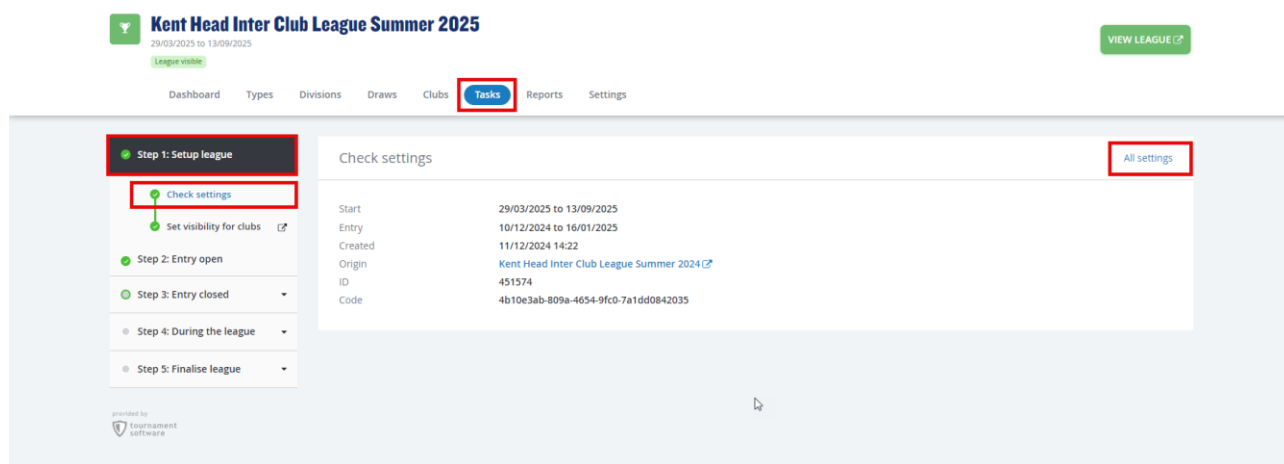 Kent Head Inter Club League Summer 2025
29/03/2025 to 13/09/2025
League visible
VIEW LEAGUE
Dashboard Types Divisions Draws Clubs Tasks Reports Settings
Step 1: Setup league
Check settings
Set visibility for clubs
Step 2: Entry open
Step 3: Entry closed
Step 4: During the league
Step 5: Finalise league
provided by
tournament
software
Check settings
All settings
Start 29/03/2025 to 13/09/2025
Entry 10/12/2024 to 16/01/2025
Created 11/12/2024 14:22
Origin Kent Head Inter Club League Summer 2024
ID 451574
Code 4b10e3ab-809a-4654-9fc0-7a1dd0842035